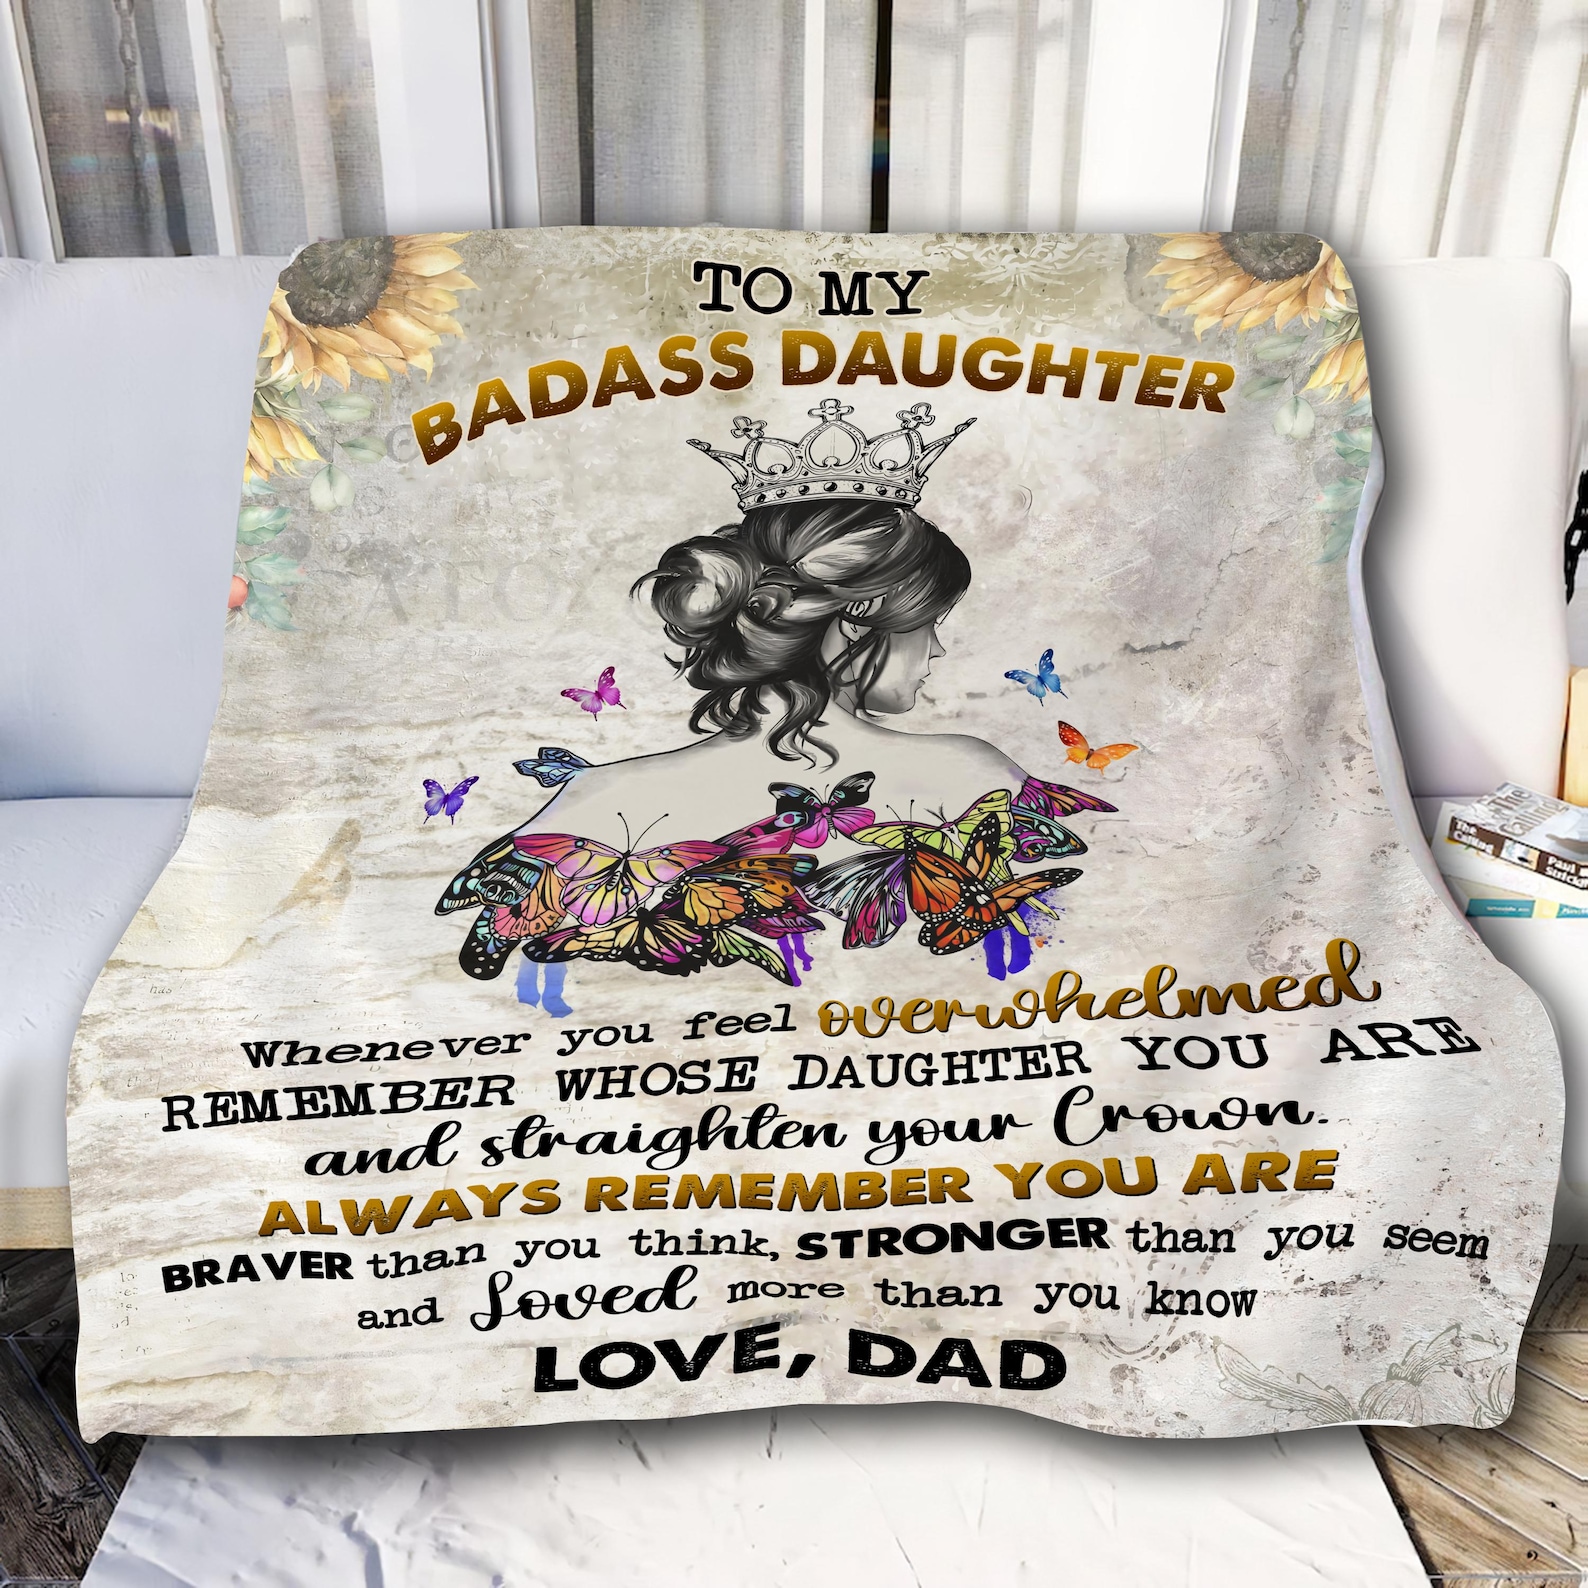 TO MY
BADASS DAUGHTER
Whenever you feel overwhelmed
REMEMBER WHOSE DAUGHTER YOU ARE
and straighten your Crown.
ALWAYS REMEMBER YOU ARE
BRAVER than you think, STRONGER than you seem
and Loved more than you know
LOVE, DAD